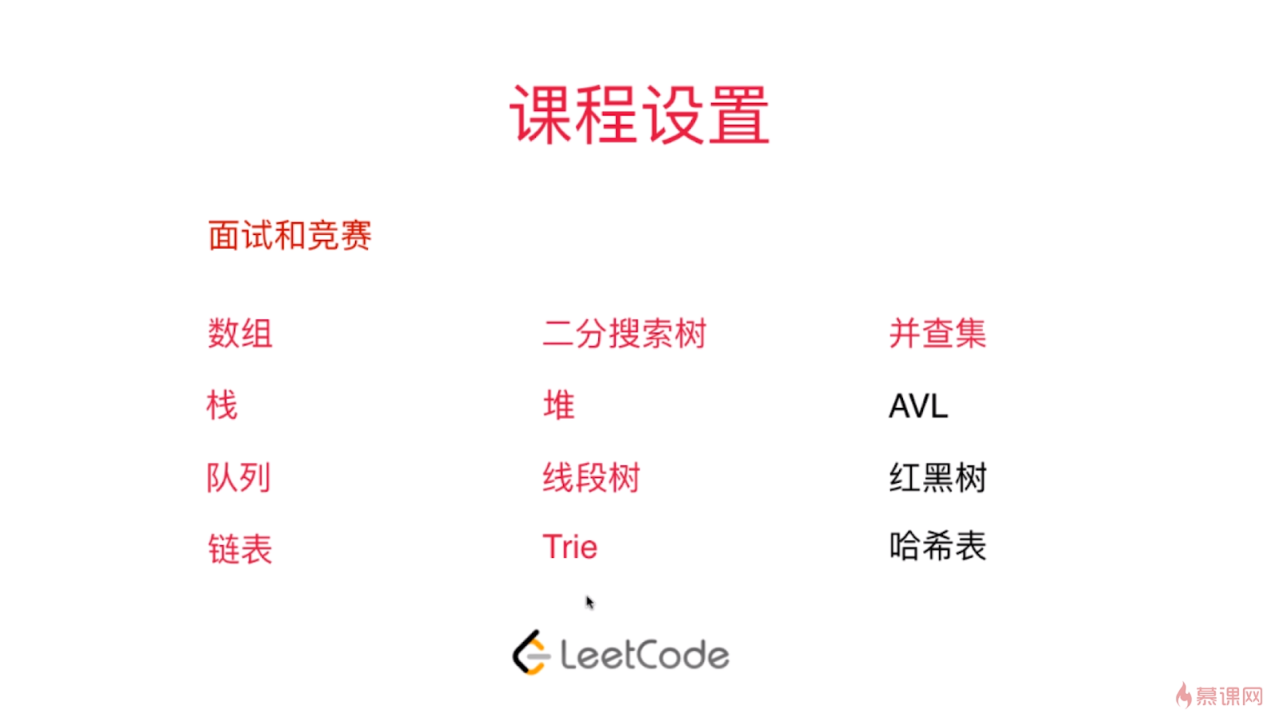 课程设置
面试和竞赛
数组
栈
队列
链表
二分搜索树
堆
线段树
Trie
并查集
AVL
红黑树
哈希表
LeetCode
慕课网